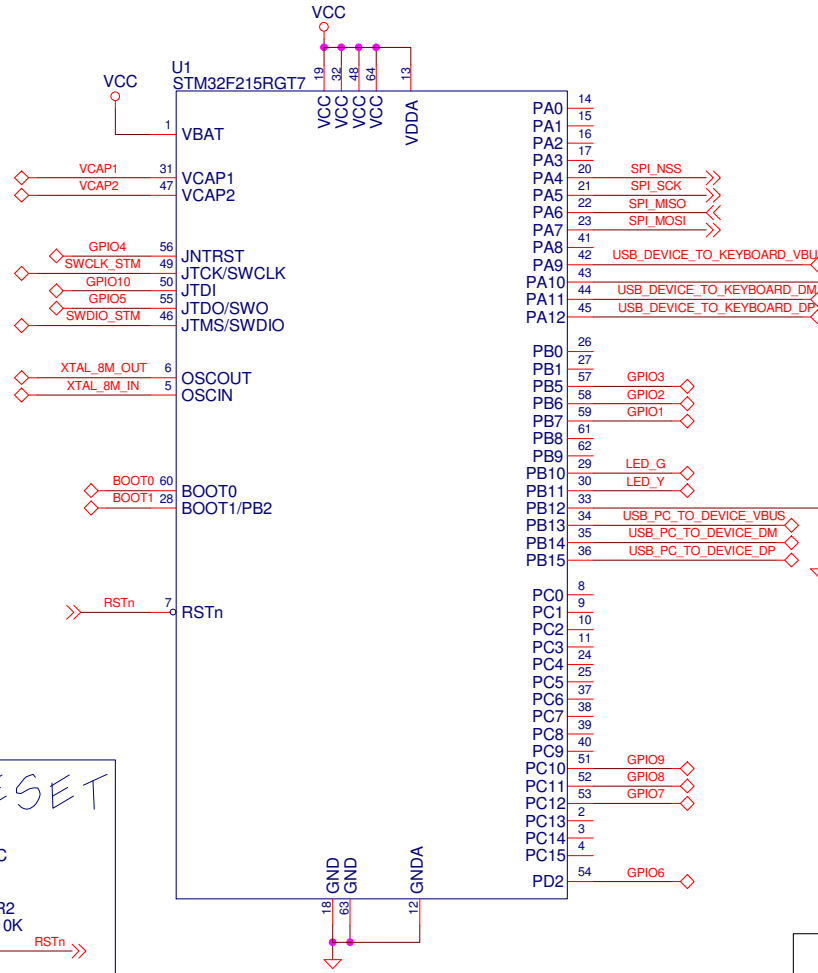 VCC
U1
STM32F215RGT7
VCC
19
32
48
64
13
VCC
VCC
VCC
VCC
VDDA
1 VBAT
VCAP1 31 VCAP1
VCAP2 47 VCAP2
GPIO4 56 JNTRST
SWCLK_STM 49 JTCK/SWCLK
GPIO10 50 JTDI
GPIO5 55 JTDO/SWO
SWDIO_STM 46 JTMS/SWDIO
XTAL_8M_OUT 6 OSCOUT
XTAL_8M_IN 5 OSCIN
BOOT0 60 BOOT0
BOOT1 28 BOOT1/PB2
RSTn 7 RSTn
PA0 14
PA1 15
PA2 16
PA3 17
PA4 20 SPI_NSS
PA5 21 SPI_SCK
PA6 22 SPI_MISO
PA7 23 SPI_MOSI
PA8 41
PA9 42 USB_DEVICE_TO_KEYBOARD_VBU
PA10 43
PA11 44 USB_DEVICE_TO_KEYBOARD_DM
PA12 45 USB_DEVICE_TO_KEYBOARD_DP
PB0 26
PB1 27
PB5 57 GPIO3
PB6 58 GPIO2
PB7 59 GPIO1
PB8 61
PB9 62
PB10 29 LED_G
PB11 30 LED_Y
PB12 33
PB13 34 USB_PC_TO_DEVICE_VBUS
PB14 35 USB_PC_TO_DEVICE_DM
PB15 36 USB_PC_TO_DEVICE_DP
PC0 8
PC1 9
PC2 10
PC3 11
PC4 24
PC5 25
PC6 37
PC7 38
PC8 39
PC9 40
PC10 51 GPIO9
PC11 52 GPIO8
PC12 53 GPIO7
PC13 2
PC14 3
PC15 4
PD2 54 GPIO6
GND
GND
GNDA
18
63
12
ESET
C
R2
0K
RSTn